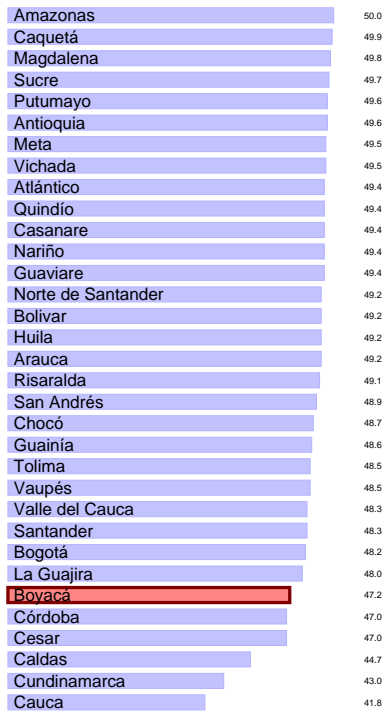 Amazonas 50.0
Caquetá 49.9
Magdalena 49.8
Sucre 49.7
Putumayo 49.6
Antioquia 49.6
Meta 49.5
Vichada 49.5
Atlántico 49.4
Quindío 49.4
Casanare 49.4
Nariño 49.4
Guaviare 49.4
Norte de Santander 49.2
Bolivar 49.2
Huila 49.2
Arauca 49.2
Risaralda 49.1
San Andrés 48.9
Chocó 48.7
Guainía 48.6
Tolima 48.5
Vaupés 48.5
Valle del Cauca 48.3
Santander 48.3
Bogotá 48.2
La Guajira 48.0
Boyacá 47.2
Córdoba 47.0
Cesar 47.0
Caldas 44.7
Cundinamarca 43.0
Cauca 41.8